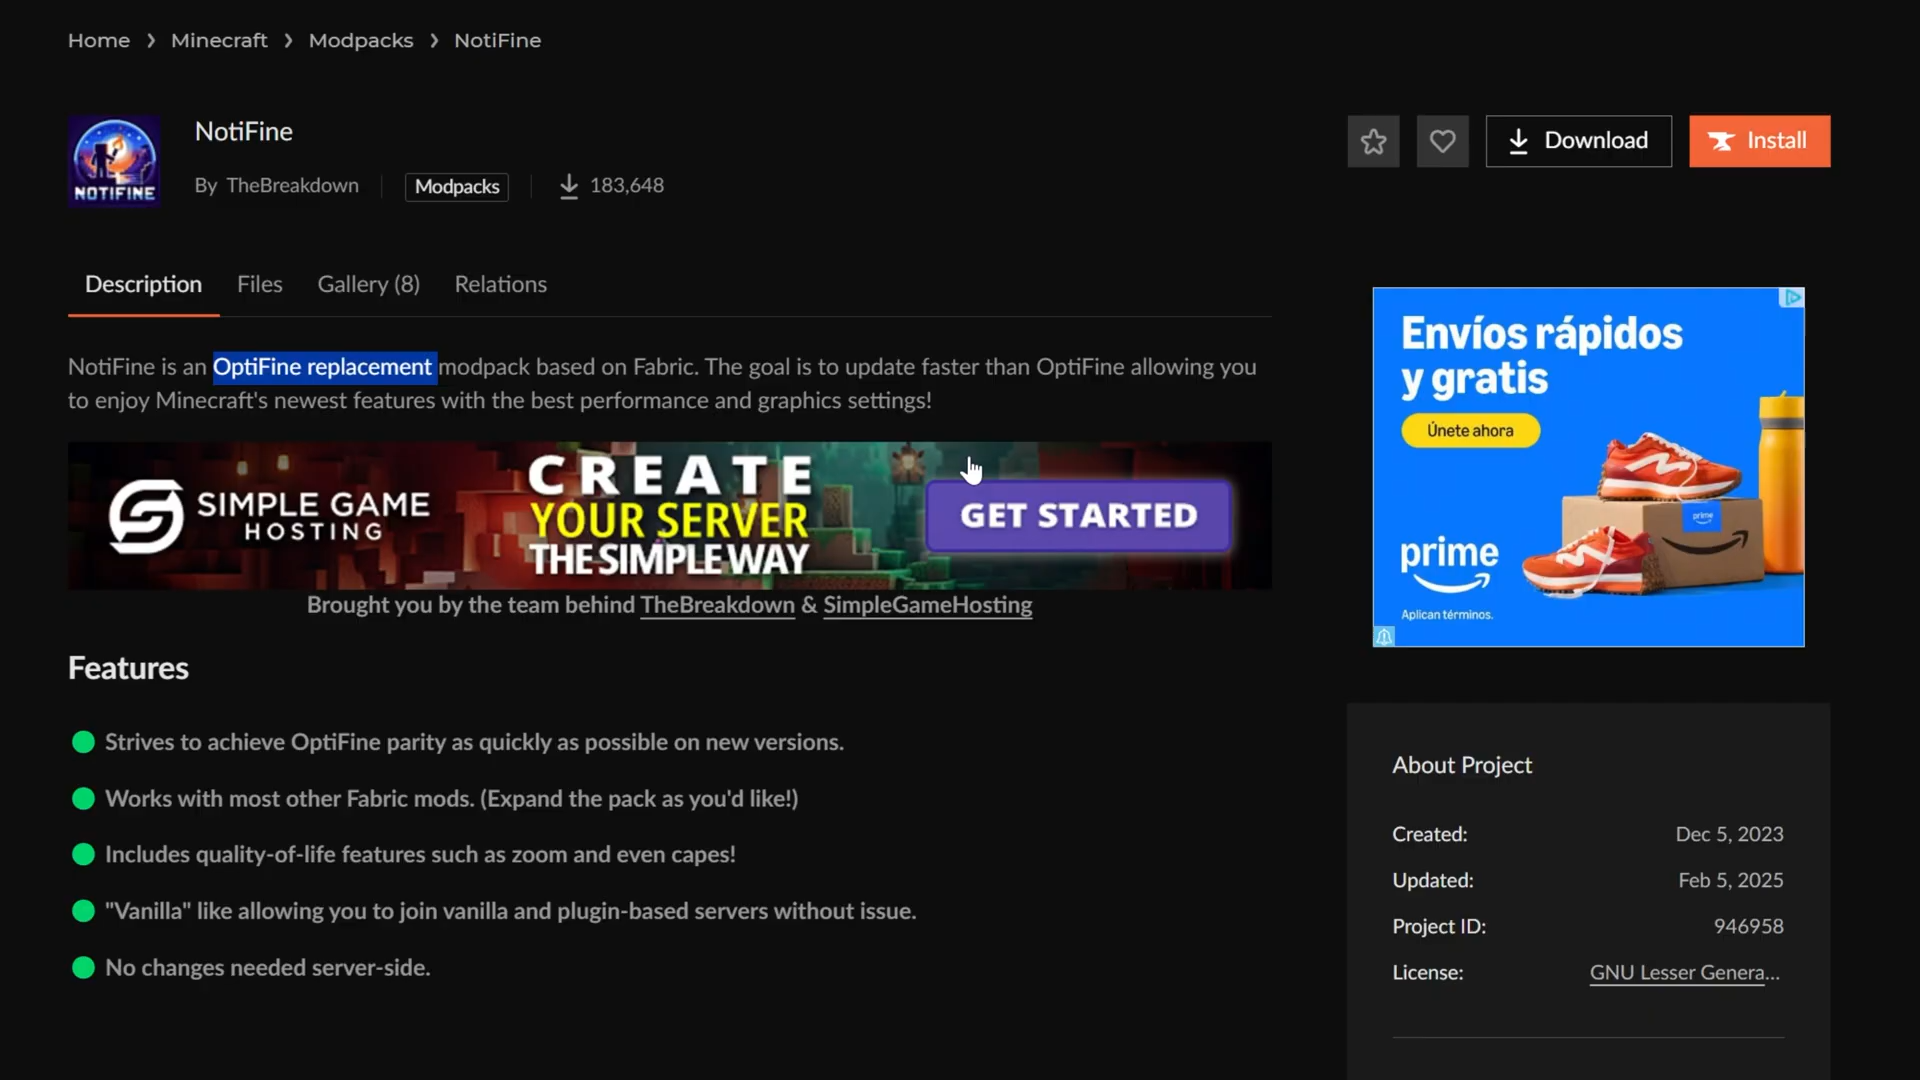 Home > Minecraft > Modpacks > NotiFine
NOTIFINE
NotiFine
By TheBreakdown
Modpacks
183,648
Download
Install
Description
Files
Gallery (8)
Relations
NotiFine is an OptiFine replacement modpack based on Fabric. The goal is to update faster than OptiFine allowing you
to enjoy Minecraft's newest features with the best performance and graphics settings!
SIMPLE GAME
HOSTING
CREATE
YOUR SERVER
THE SIMPLE WAY
GET STARTED
Brought you by the team behind TheBreakdown & SimpleGameHosting
Features
Strives to achieve OptiFine parity as quickly as possible on new versions.
Works with most other Fabric mods. (Expand the pack as you'd like!)
Includes quality-of-life features such as zoom and even capes!
"Vanilla" like allowing you to join vanilla and plugin-based servers without issue.
No changes needed server-side.
Envíos rápidos
y gratis
Únete ahora
prime
prime
Aplican términos.
About Project
Created: Dec 5, 2023
Updated: Feb 5, 2025
Project ID: 946958
License: GNU Lesser Genera...